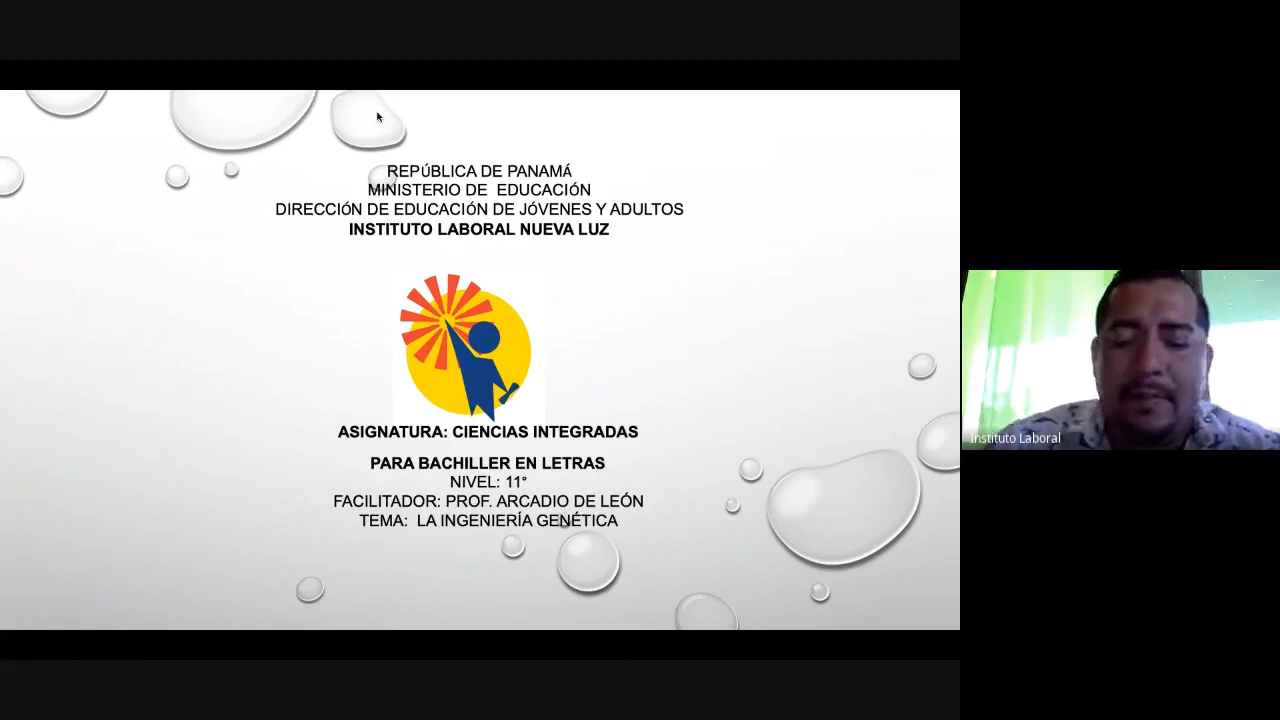 REPÚBLICA DE PANAMÁ
MINISTERIO DE EDUCACIÓN
DIRECCIÓN DE EDUCACIÓN DE JÓVENES Y ADULTOS
INSTITUTO LABORAL NUEVA LUZ
ASIGNATURA: CIENCIAS INTEGRADAS
PARA BACHILLER EN LETRAS
NIVEL: 11°
FACILITADOR: PROF. ARCADIO DE LEÓN
TEMA: LA INGENIERÍA GENÉTICA
Instituto Laboral